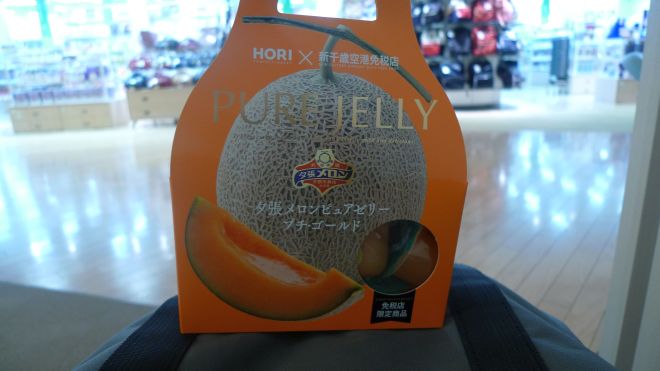 HORI × 新千歳空港免税店
PURE JELLY
夕張メロン
夕張メロンピュアゼリー
プチ・ゴールド
免税店
限定商品